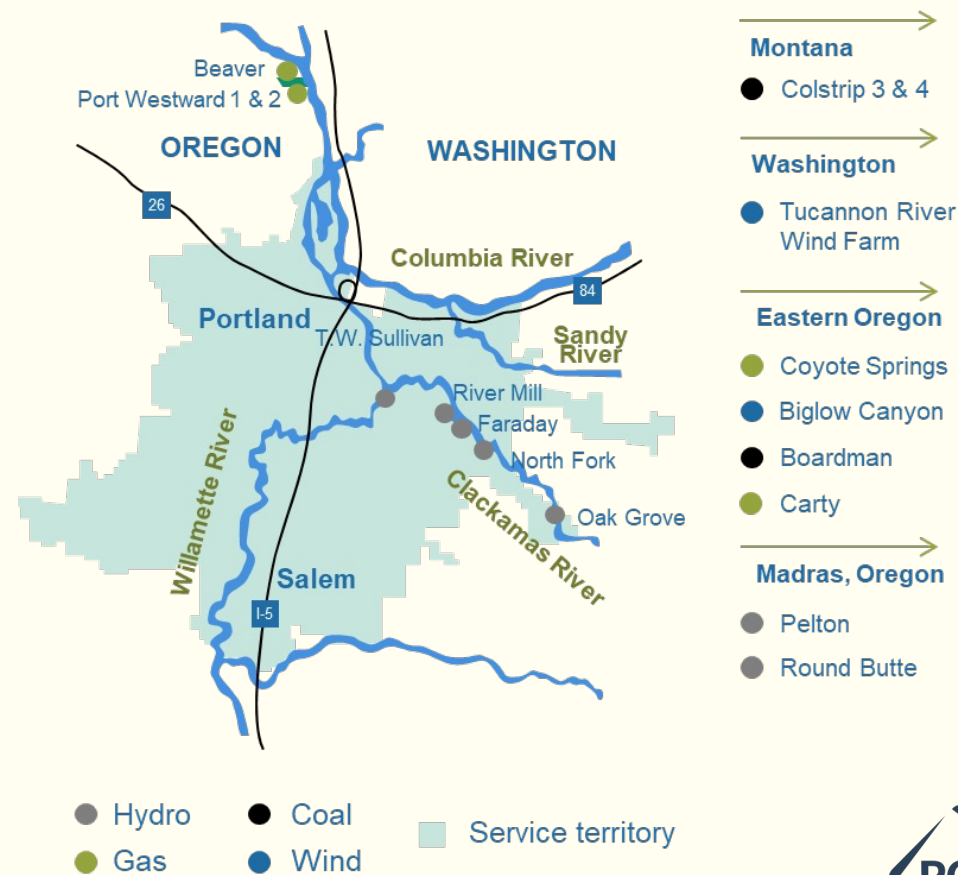 Beaver
Port Westward 1 & 2
OREGON
WASHINGTON
26
Columbia River
84
Portland
T.W. Sullivan
Sandy
River
River Mill
Faraday
North Fork
Oak Grove
Willamette River
Clackamas River
Salem
I-5
Montana
Colstrip 3 & 4
Washington
Tucannon River
Wind Farm
Eastern Oregon
Coyote Springs
Biglow Canyon
Boardman
Carty
Madras, Oregon
Pelton
Round Butte
Hydro
Coal
Gas
Wind
Service territory